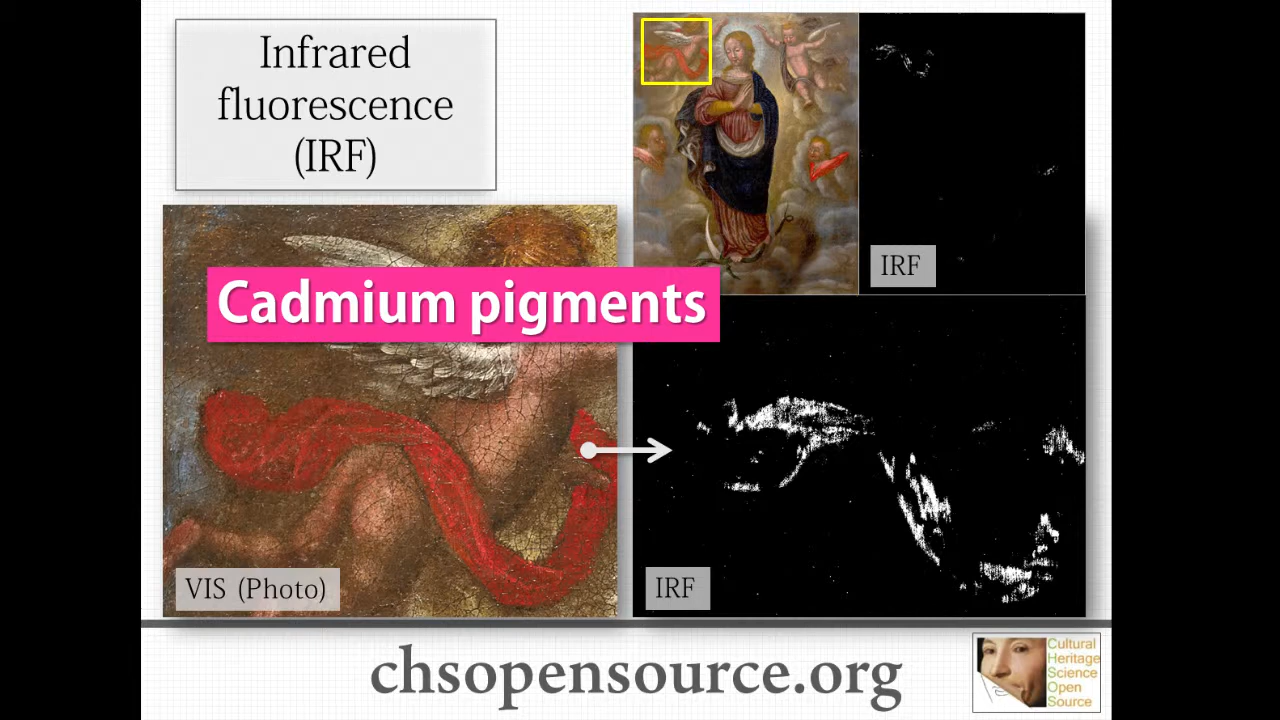 Infrared
fluorescence
(IRF)
IRF
Cadmium pigments
VIS (Photo)
IRF
chsopensource.org
Cultural
Heritage
Science
Open
Source